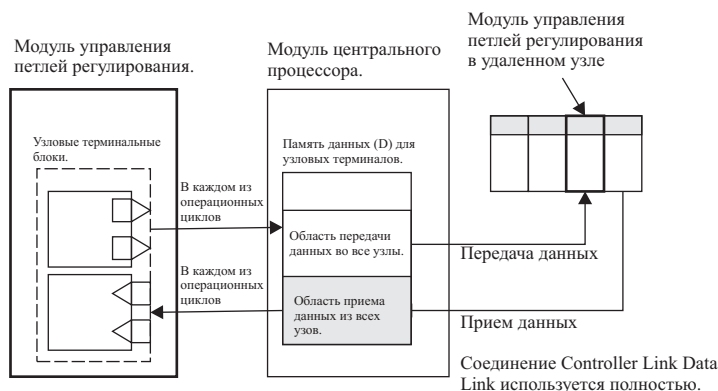 Модуль управления
петлей регулирования.
Узловые терминальные
блоки.
В каждом из
операционных
циклов
В каждом из
операционных
циклов
Модуль центрального
процессора.
Память данных (D) для
узловых терминалов.
Область передачи
данных во все узлы.
Область приема
данных из всех
узов.
Модуль управления
петлей регулирования
в удаленном узле
Передача данных
Прием данных
Соединение Controller Link Data
Link используется полностью.